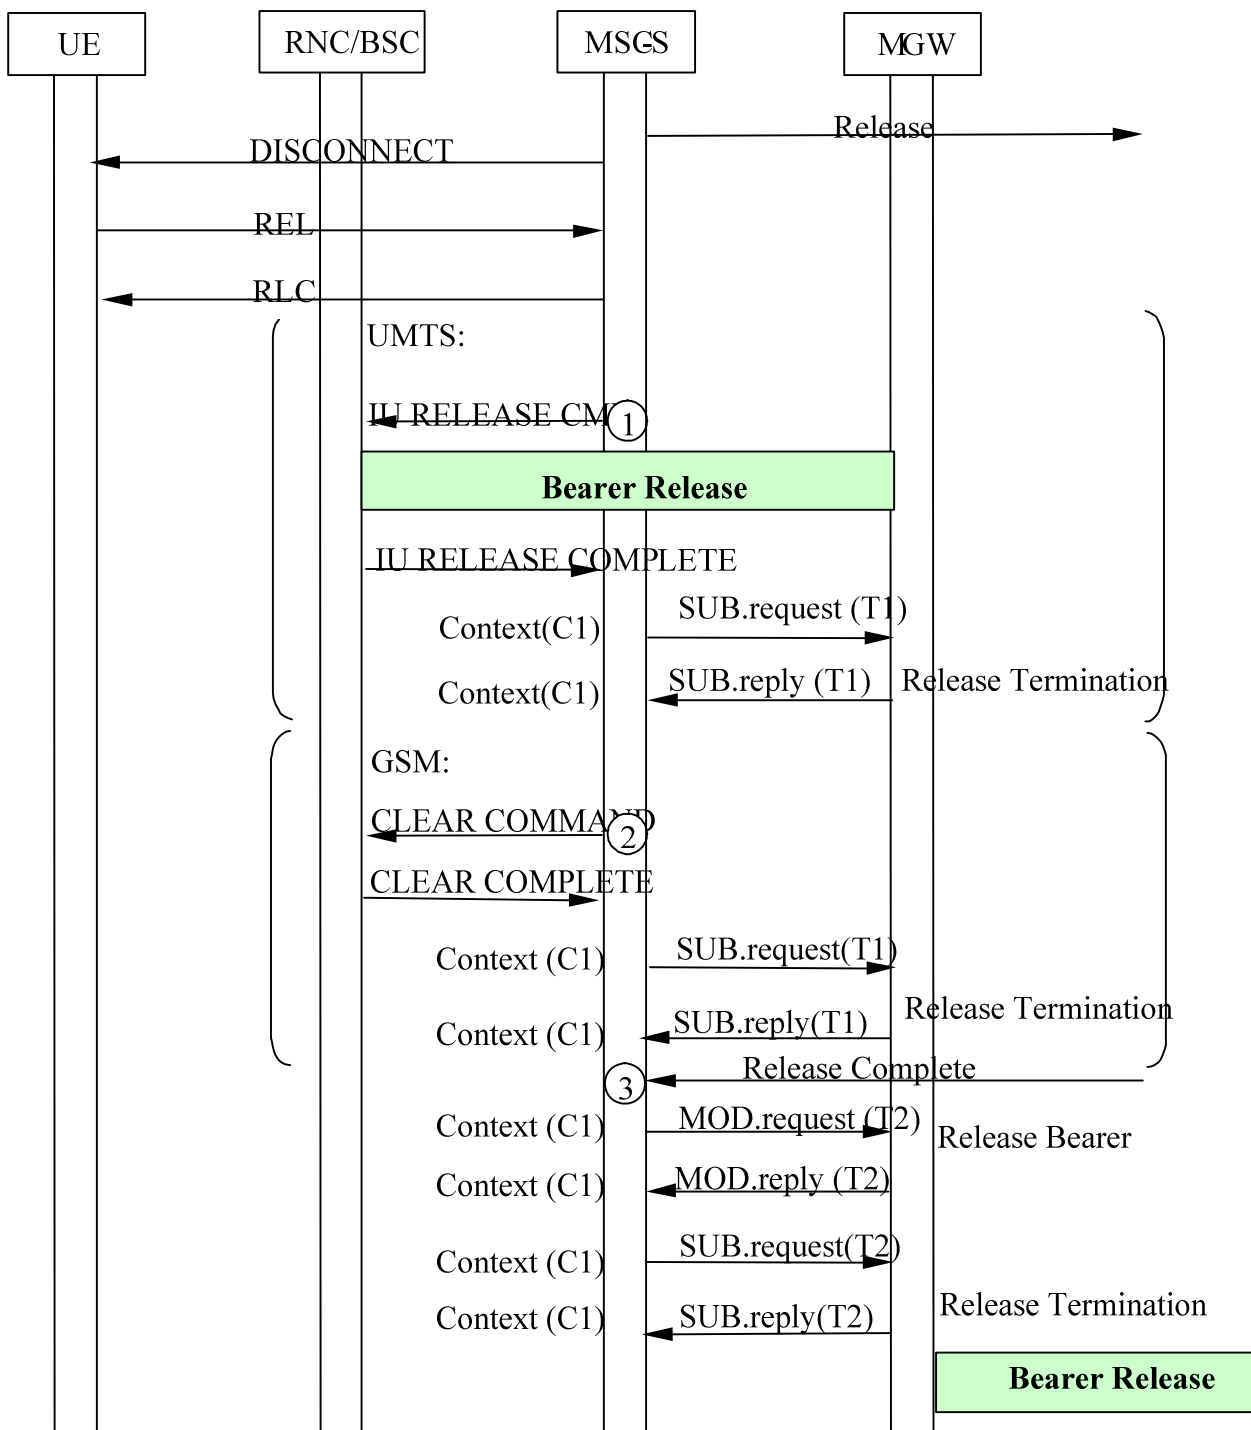 UE
RNC/BSC
MSC-S
MGW
Release
DISCONNECT
REL
RLC
UMTS:
IU RELEASE CM
1
Bearer Release
IU RELEASE COMPLETE
SUB.request (T1)
Context(C1)
SUB.reply (T1)
Release Termination
Context(C1)
GSM:
CLEAR COMMAND
2
CLEAR COMPLETE
SUB.request(T1)
Context (C1)
Release Termination
SUB.reply(T1)
Context (C1)
Release Complete
3
MOD.request (T2)
Context (C1)
Release Bearer
MOD.reply (T2)
Context (C1)
SUB.request(T2)
Context (C1)
Release Termination
SUB.reply(T2)
Context (C1)
Bearer Release